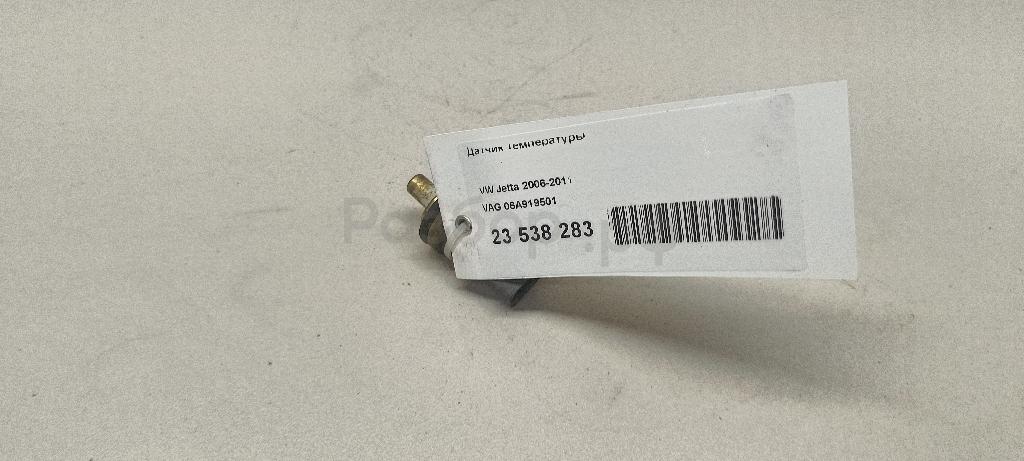 Датчик температуры
VW Jetta 2006-2011
VAG 06A919501
23 538 283